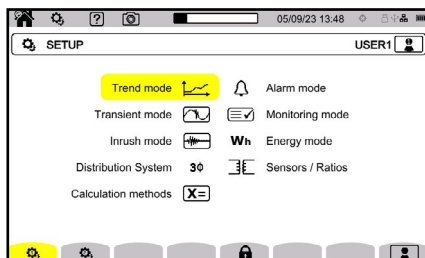 ? 05/09/23 13:48
SETUP USER1
Trend mode Alarm mode
Transient mode Monitoring mode
Inrush mode Wh Energy mode
Distribution System 3ϕ Sensors / Ratios
Calculation methods X=